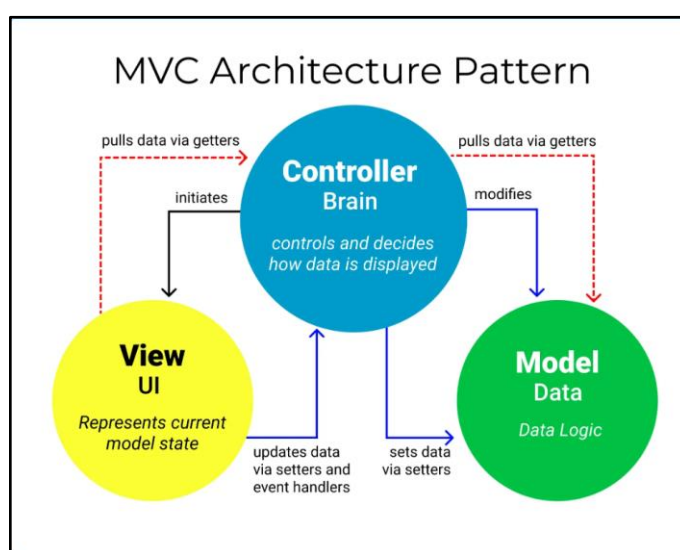 MVC Architecture Pattern
pulls data via getters
pulls data via getters
Controller
Brain
controls and decides
how data is displayed
initiates
modifies
View
UI
Represents current
model state
Model
Data
Data Logic
updates data
via setters and
event handlers
sets data
via setters